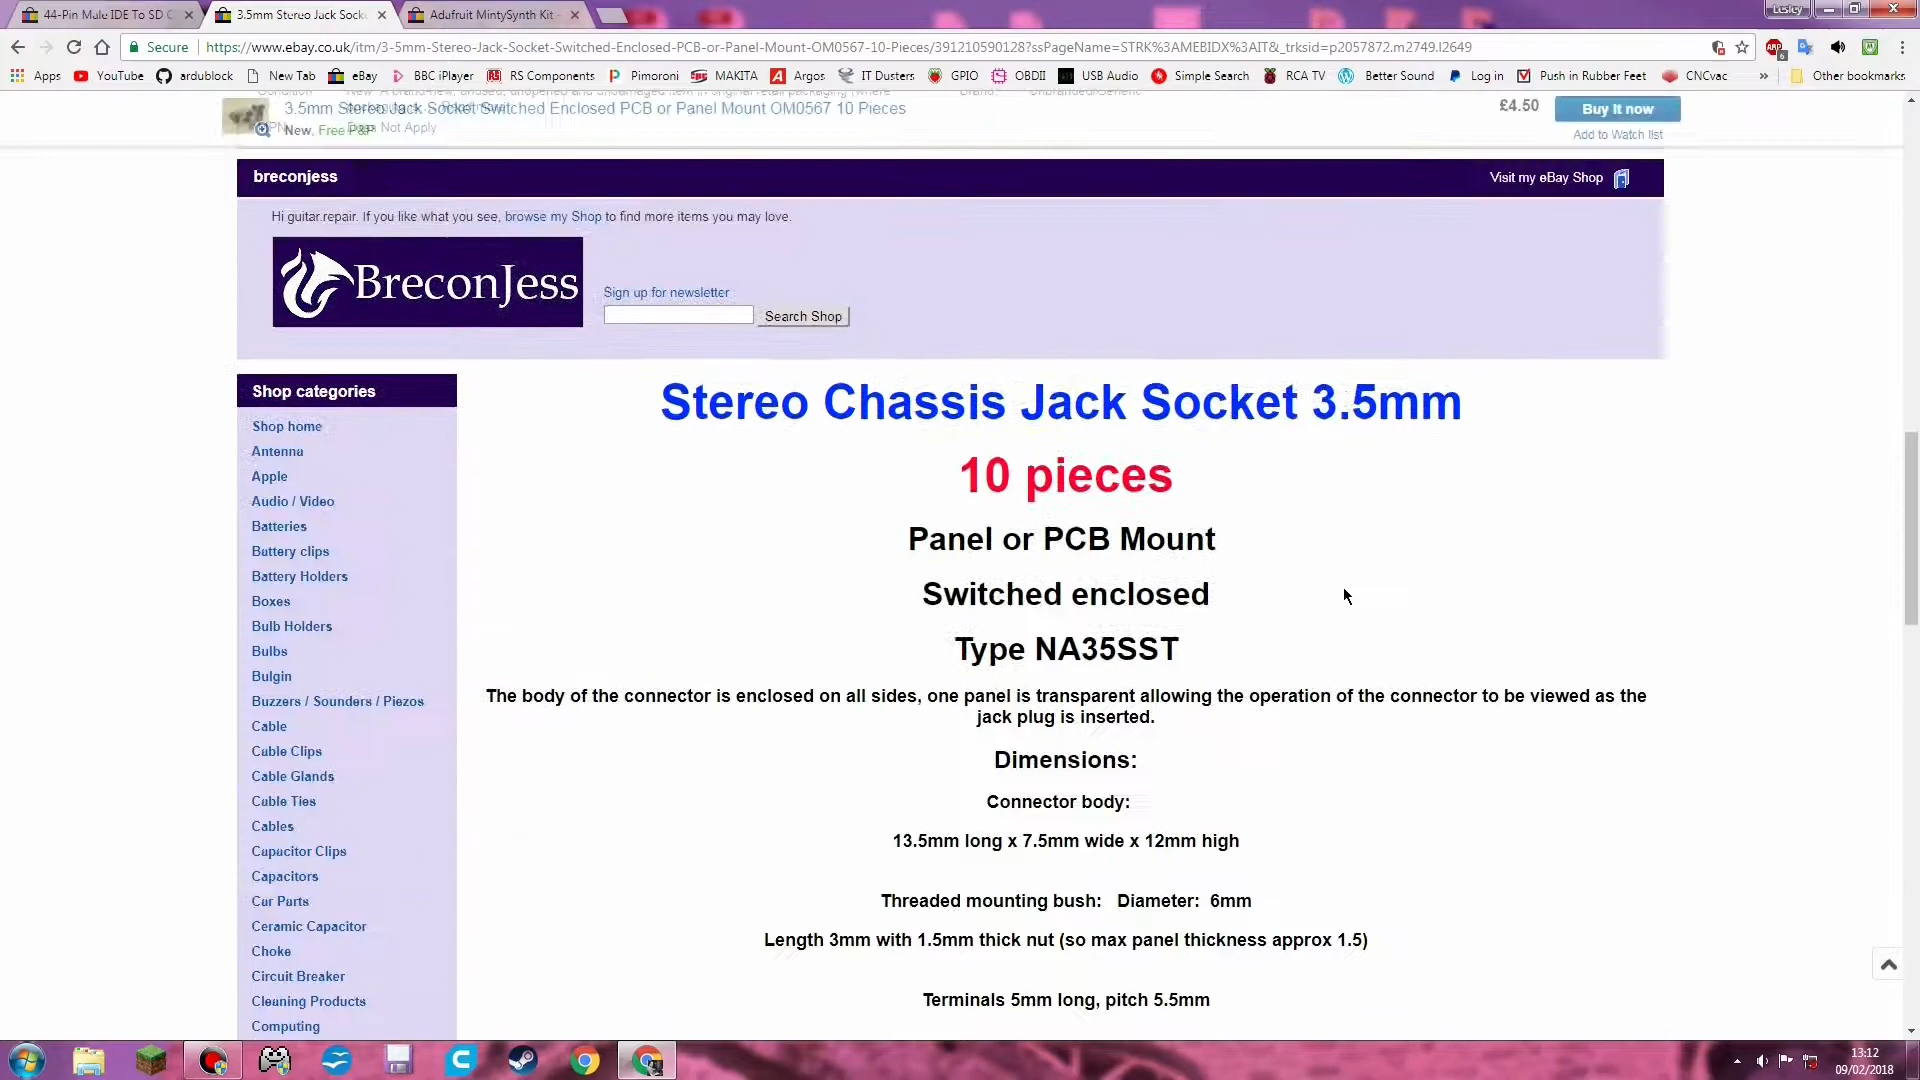 44-Pin Male IDE To SD C
3.5mm Stereo Jack Socke
Adafruit MintySynth Kit -
Lesley
Secure
https://www.ebay.co.uk/itm/3-5mm-Stereo-Jack-Socket-Switched-Enclosed-PCB-or-Panel-Mount-OM0567-10-Pieces/391210590128?ssPageName=STRK%3AMEBIDX%3AIT&_trksid=p2057872.m2749.l2649
Apps YouTube ardublock New Tab eBay BBC iPlayer RS Components Pimoroni MAKITA Argos IT Dusters GPIO OBDII USB Audio Simple Search RCA TV Better Sound Log in Push in Rubber Feet CNCvac » Other bookmarks
3.5mm Stereo Jack Socket Switched Enclosed PCB or Panel Mount OM0567 10 Pieces
£4.50
Buy It now
New, Free P&P
Not Apply
Add to Watch list
breconjess
Visit my eBay Shop
Hi guitar.repair. If you like what you see, browse my Shop to find more items you may love.
BreconJess
Sign up for newsletter
Search Shop
Shop categories
Shop home
Antenna
Apple
Audio / Video
Batteries
Battery clips
Battery Holders
Boxes
Bulb Holders
Bulbs
Bulgin
Buzzers / Sounders / Piezos
Cable
Cable Clips
Cable Glands
Cable Ties
Cables
Capacitor Clips
Capacitors
Car Parts
Ceramic Capacitor
Choke
Circuit Breaker
Cleaning Products
Computing
Stereo Chassis Jack Socket 3.5mm
10 pieces
Panel or PCB Mount
Switched enclosed
Type NA35SST
The body of the connector is enclosed on all sides, one panel is transparent allowing the operation of the connector to be viewed as the
jack plug is inserted.
Dimensions:
Connector body:
13.5mm long x 7.5mm wide x 12mm high
Threaded mounting bush: Diameter: 6mm
Length 3mm with 1.5mm thick nut (so max panel thickness approx 1.5)
Terminals 5mm long, pitch 5.5mm
13:12
09/02/2018